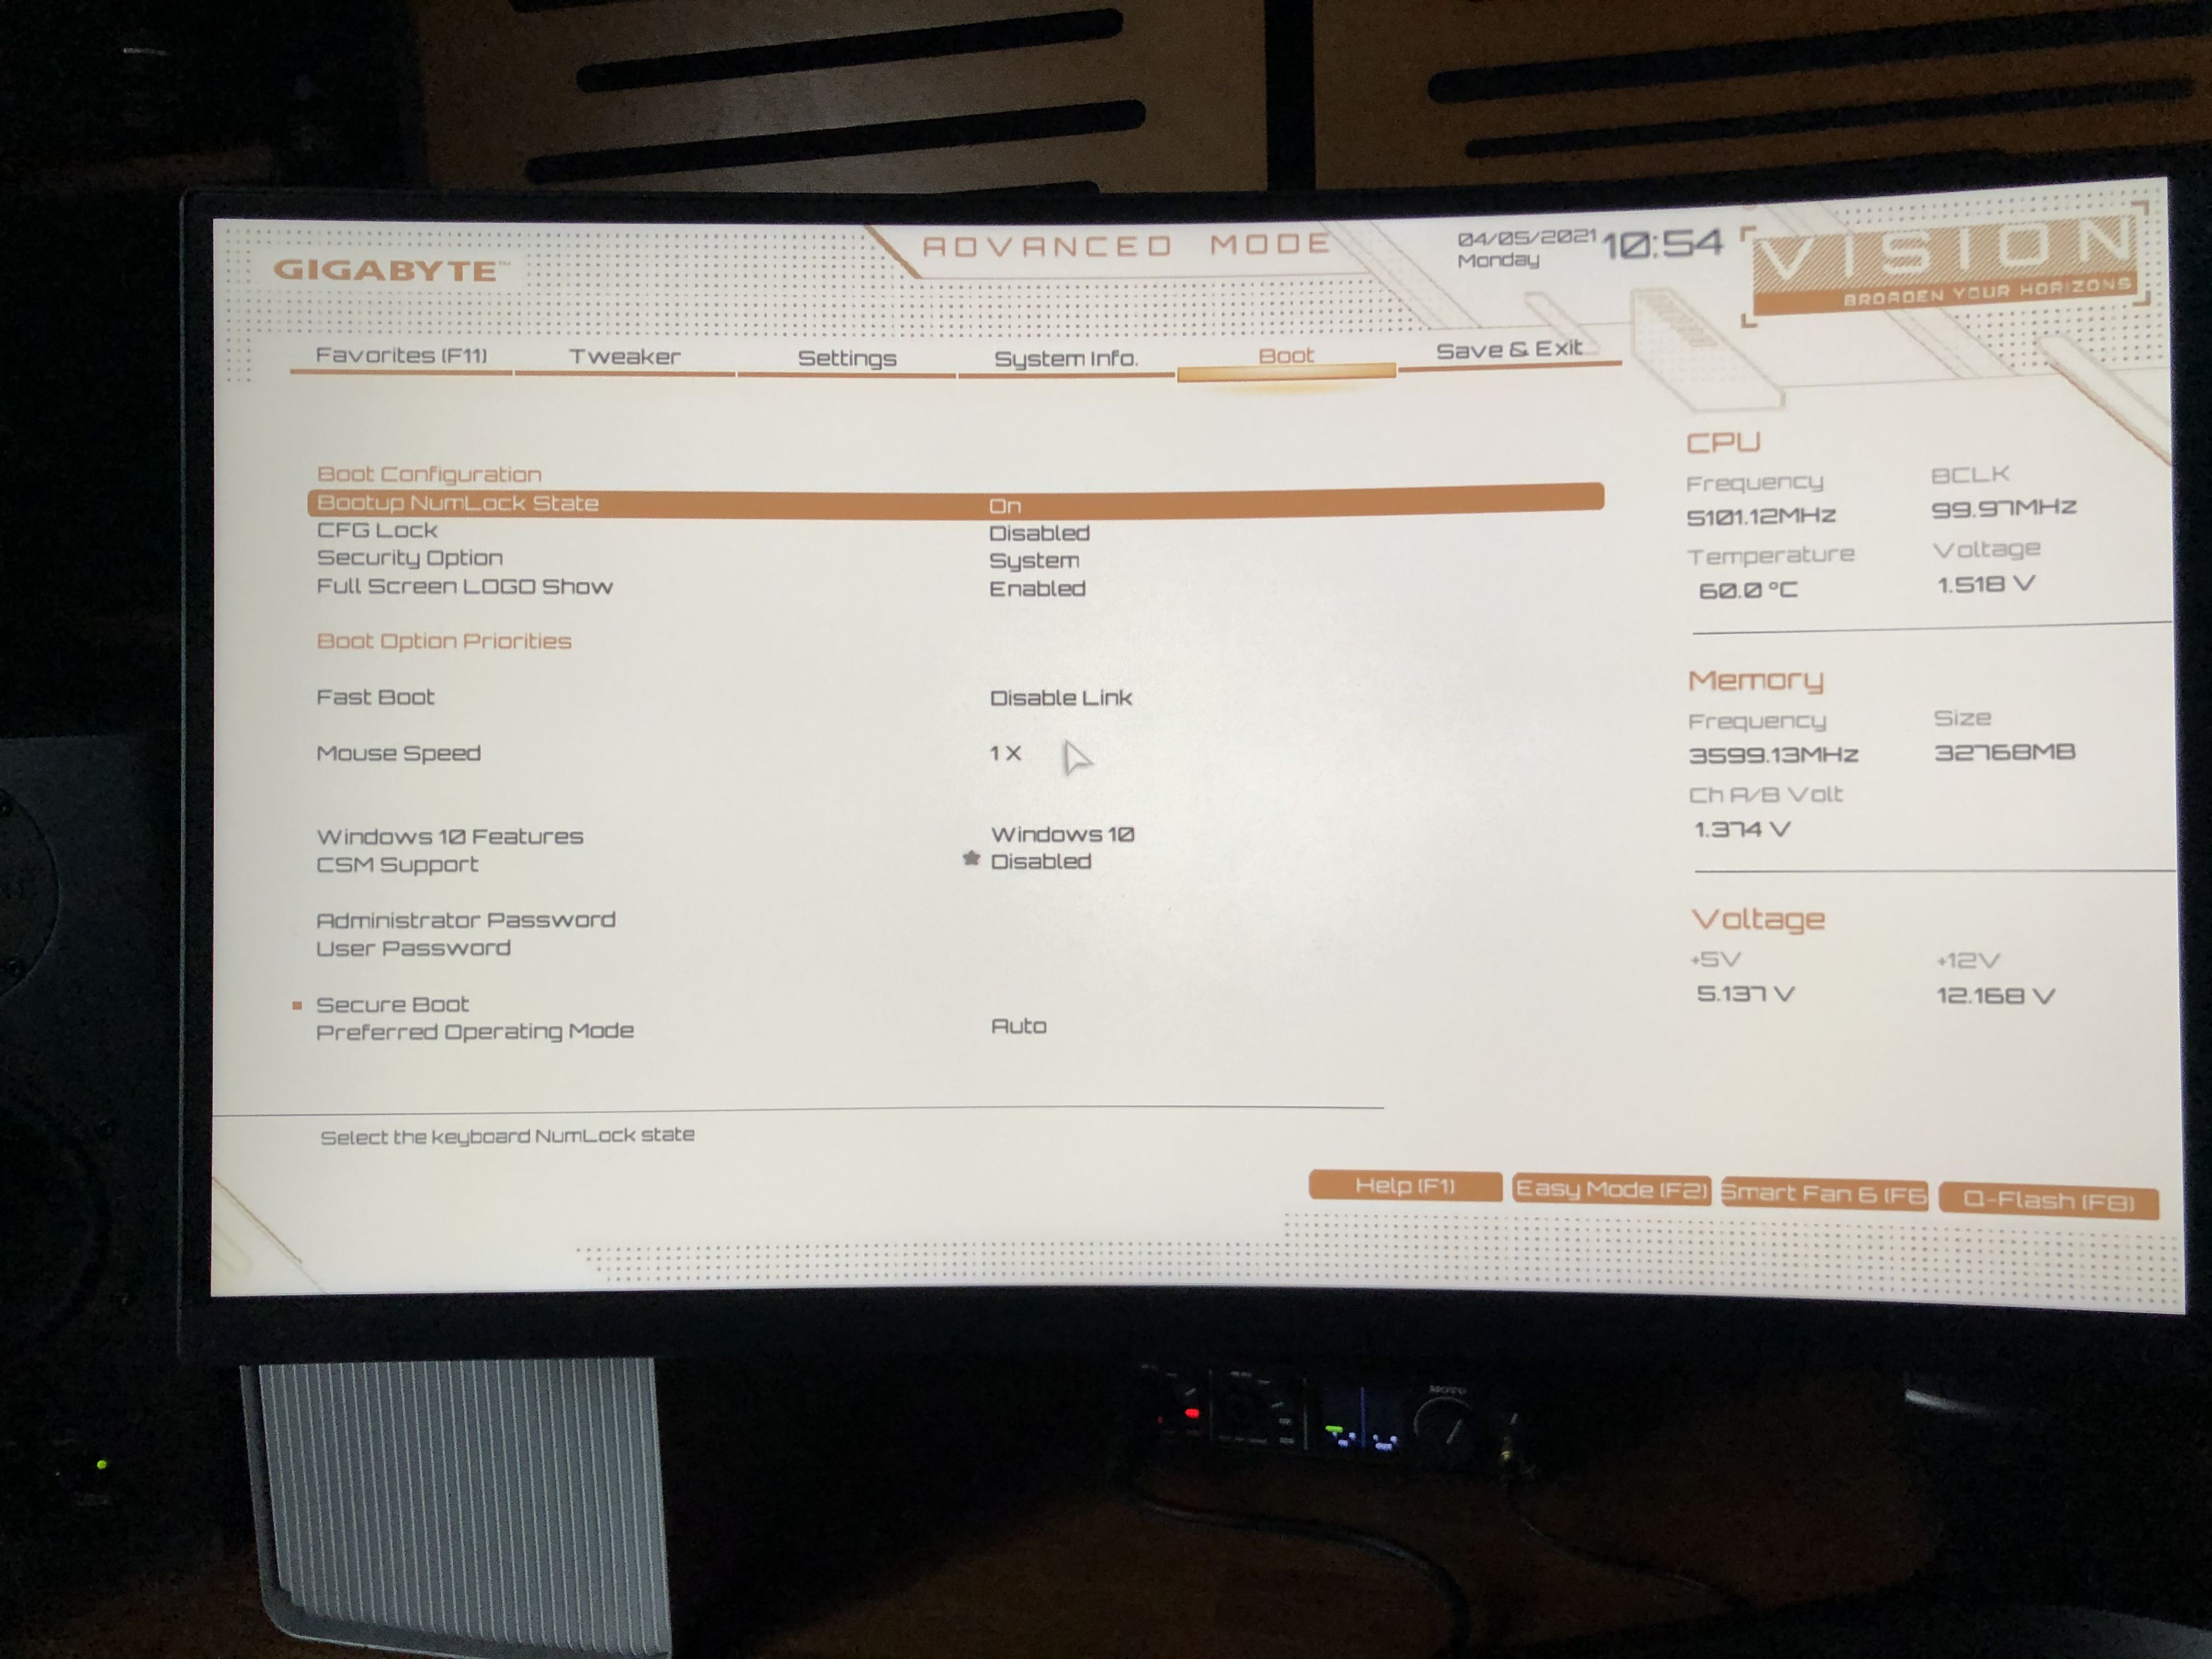 GIGABYTE™
ADVANCED MODE
04/05/2021 10:54
Monday
VISION
BROADEN YOUR HORIZONS
Favorites (F11) Tweaker Settings System Info. Boot Save & Exit
Boot Configuration
Bootup NumLock State On
CFG Lock Disabled
Security Option System
Full Screen LOGO Show Enabled
Boot Option Priorities
Fast Boot Disable Link
Mouse Speed 1 X
Windows 10 Features Windows 10
CSM Support Disabled
Administrator Password
User Password
Secure Boot
Preferred Operating Mode Auto
Select the keyboard NumLock state
CPU
Frequency BCLK
5101.12MHz 99.97MHz
Temperature Voltage
60.0 °C 1.518 V
Memory
Frequency Size
3599.13MHz 32768MB
Ch A/B Volt
1.374 V
Voltage
+5V +12V
5.137 V 12.168 V
Help (F1) Easy Mode (F2) Smart Fan 6 (F6 Q-Flash (F8)